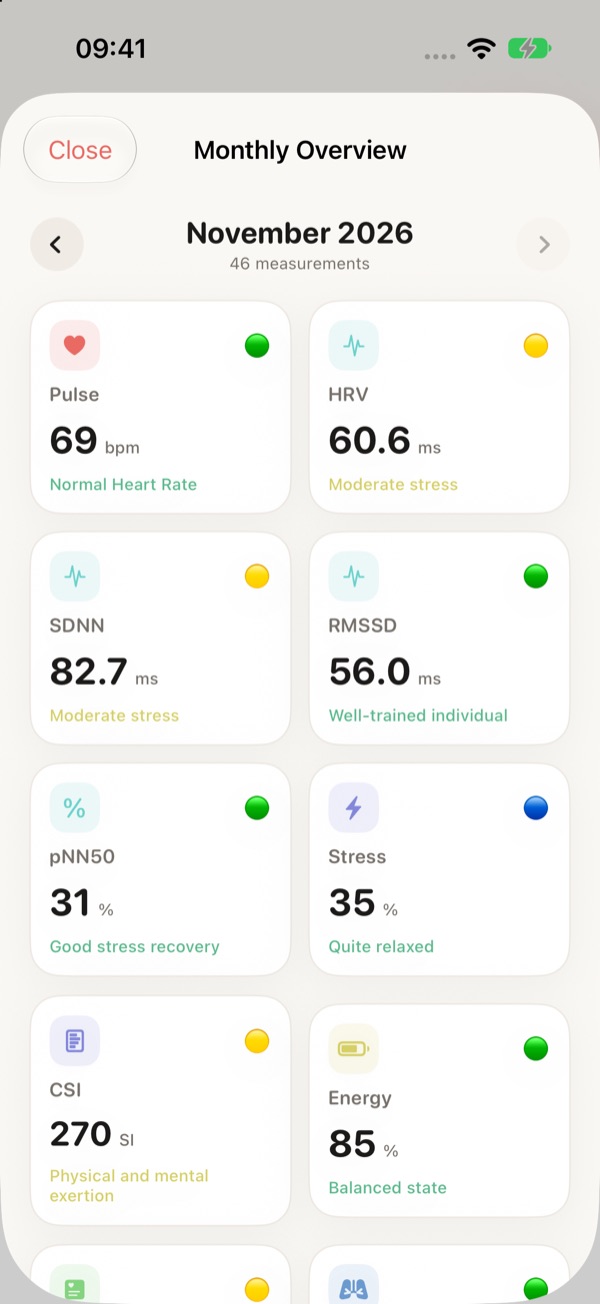 09:41
Close
Monthly Overview
November 2026
46 measurements
Pulse
69 bpm
Normal Heart Rate
HRV
60.6 ms
Moderate stress
SDNN
82.7 ms
Moderate stress
RMSSD
56.0 ms
Well-trained individual
%
pNN50
31 %
Good stress recovery
Stress
35 %
Quite relaxed
CSI
270 SI
Physical and mental
exertion
Energy
85 %
Balanced state